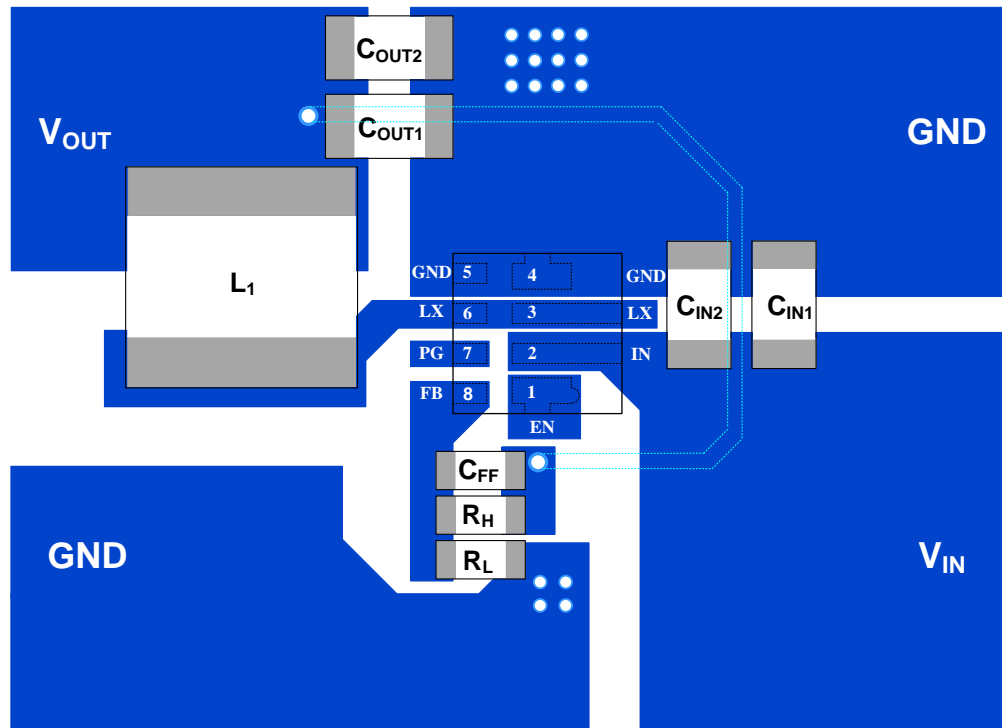 COUT2
VOUT
COUT1
GND
GND 5 4 GND
L1
CIN2
CIN1
LX 6 3 LX
PG 7 2 IN
FB 8 1
EN
CFF
RH
GND
RL
VIN